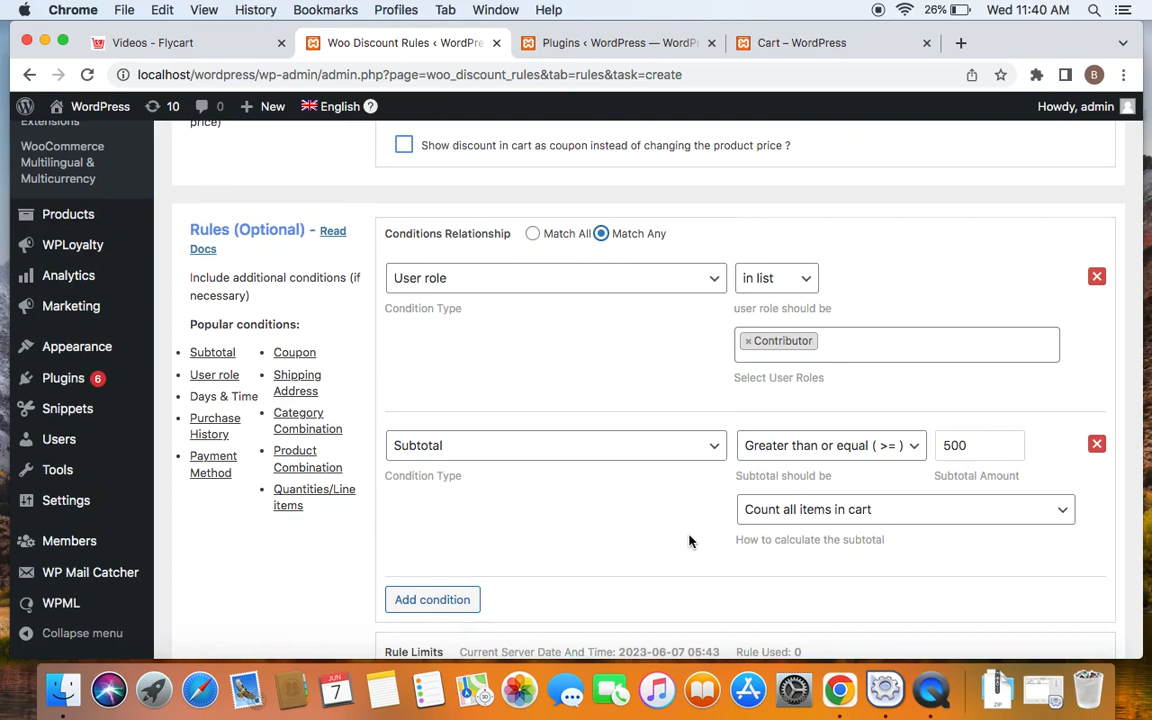 Chrome File Edit View History Bookmarks Profiles Tab Window Help 26% Wed 11:40 AM
Videos - Flycart Woo Discount Rules ‹ WordPre Plugins ‹ WordPress — WordP Cart – WordPress
localhost/wordpress/wp-admin/admin.php?page=woo_discount_rules&tab=rules&task=create B
WordPress 10 0 New English ? Howdy, admin
Extensions
WooCommerce
Multilingual &
Multicurrency
Products
WPLoyalty
Analytics
Marketing
Appearance
Plugins 6
Snippets
Users
Tools
Settings
Members
WP Mail Catcher
WPML
Collapse menu
price)
Show discount in cart as coupon instead of changing the product price ?
Rules (Optional) - Read
Docs
Include additional conditions (if
necessary)
Popular conditions:
Subtotal
User role
Days & Time
Purchase
History
Payment
Method
Coupon
Shipping
Address
Category
Combination
Product
Combination
Quantities/Line
items
Conditions Relationship Match All Match Any
User role in list
Condition Type user role should be
× Contributor
Select User Roles
Subtotal Greater than or equal ( >= ) 500
Condition Type Subtotal should be Subtotal Amount
Count all items in cart
How to calculate the subtotal
Add condition
Rule Limits Current Server Date And Time: 2023-06-07 05:43 Rule Used: 0
JUN
7
ZIP